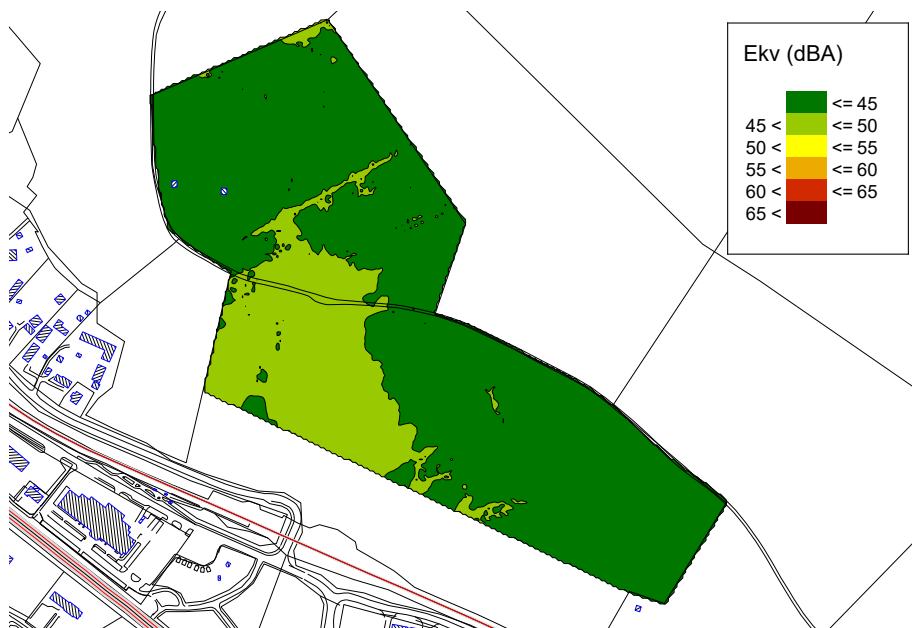 Ekv (dBA)
<= 45
45 < <= 50
50 < <= 55
55 < <= 60
60 < <= 65
65 <